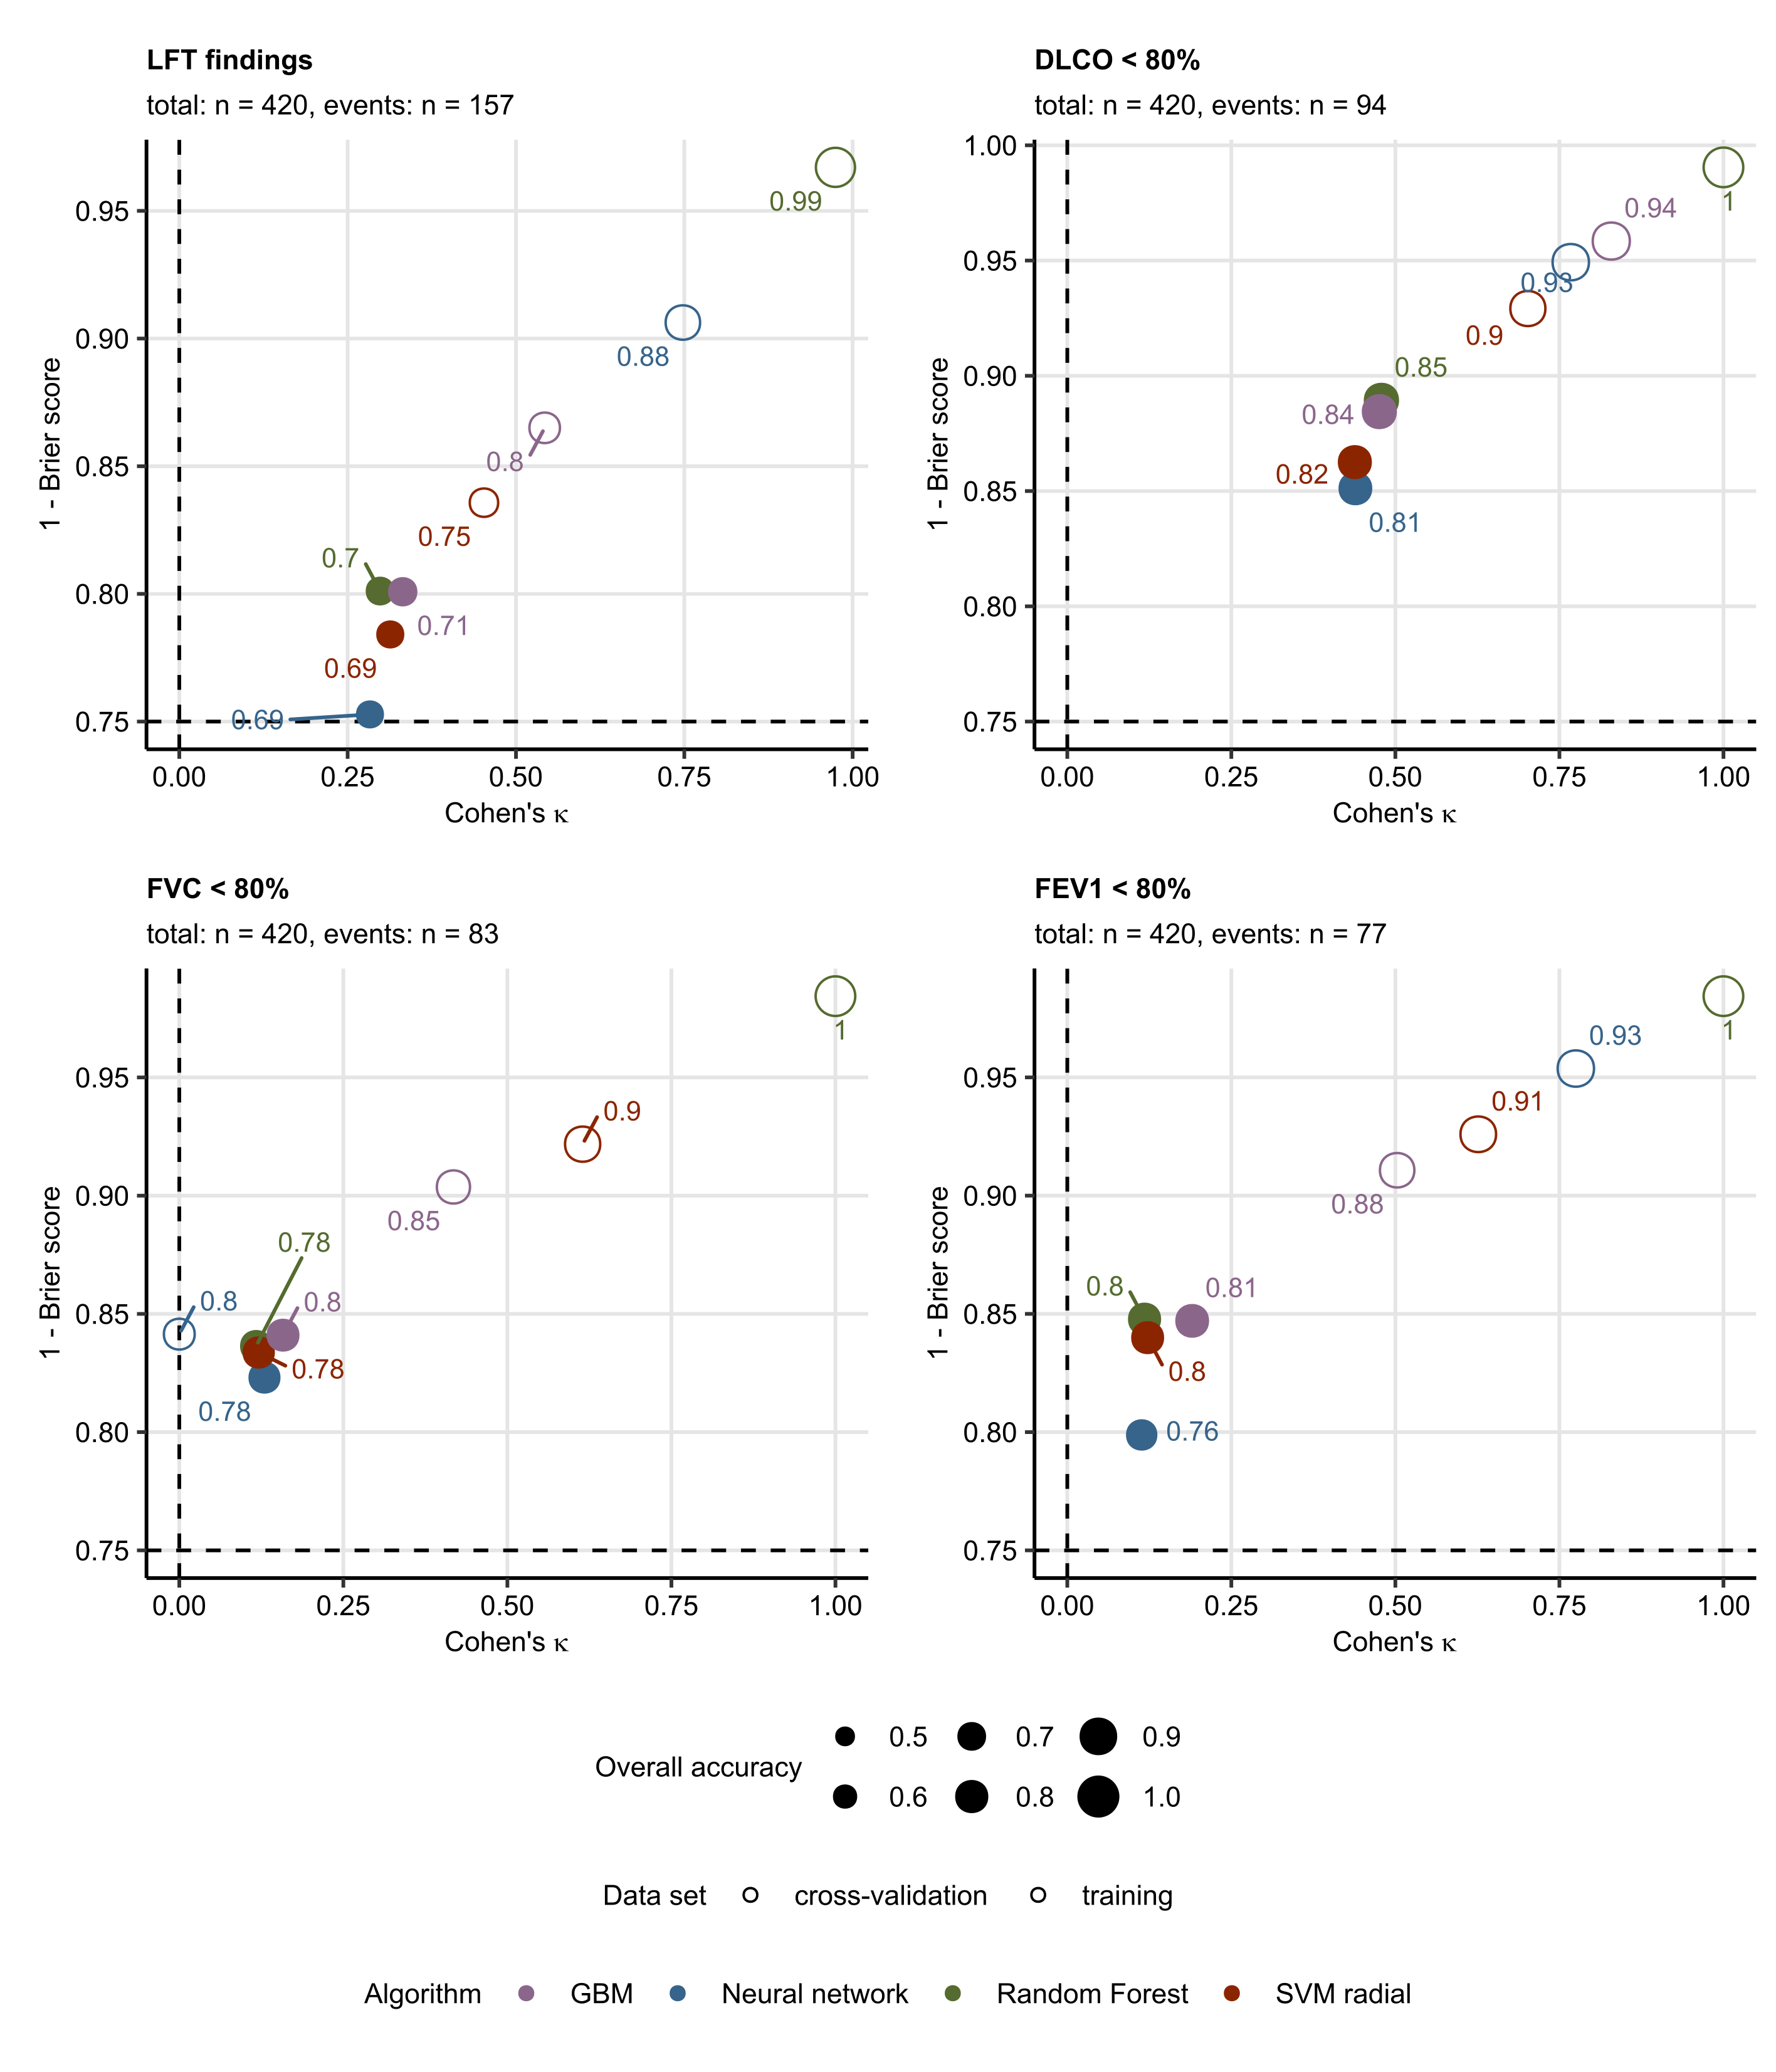 LFT findings
total: n = 420, events: n = 157
0.95
0.90
0.85
0.80
0.75
1 - Brier score
0.99
0.88
0.8
0.75
0.7
0.71
0.69
0.69
0.00 0.25 0.50 0.75 1.00
Cohen's κ
DLCO < 80%
total: n = 420, events: n = 94
1.00
0.95
0.90
0.85
0.80
0.75
1 - Brier score
1
0.94
0.93
0.9
0.85
0.84
0.82
0.81
0.00 0.25 0.50 0.75 1.00
Cohen's κ
FVC < 80%
total: n = 420, events: n = 83
0.95
0.90
0.85
0.80
0.75
1 - Brier score
1
0.9
0.85
0.78
0.8
0.8
0.78
0.78
0.00 0.25 0.50 0.75 1.00
Cohen's κ
FEV1 < 80%
total: n = 420, events: n = 77
0.95
0.90
0.85
0.80
0.75
1 - Brier score
1
0.93
0.91
0.88
0.8
0.81
0.8
0.76
0.00 0.25 0.50 0.75 1.00
Cohen's κ
Overall accuracy
0.5 0.7 0.9
0.6 0.8 1.0
Data set cross-validation training
Algorithm GBM Neural network Random Forest SVM radial